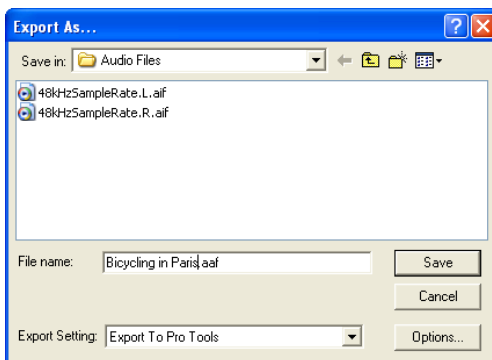 Export As...
Save in: Audio Files
48kHzSampleRate.L.aif
48kHzSampleRate.R.aif
File name: Bicycling in Paris.aaf Save
Cancel
Export Setting: Export To Pro Tools Options...